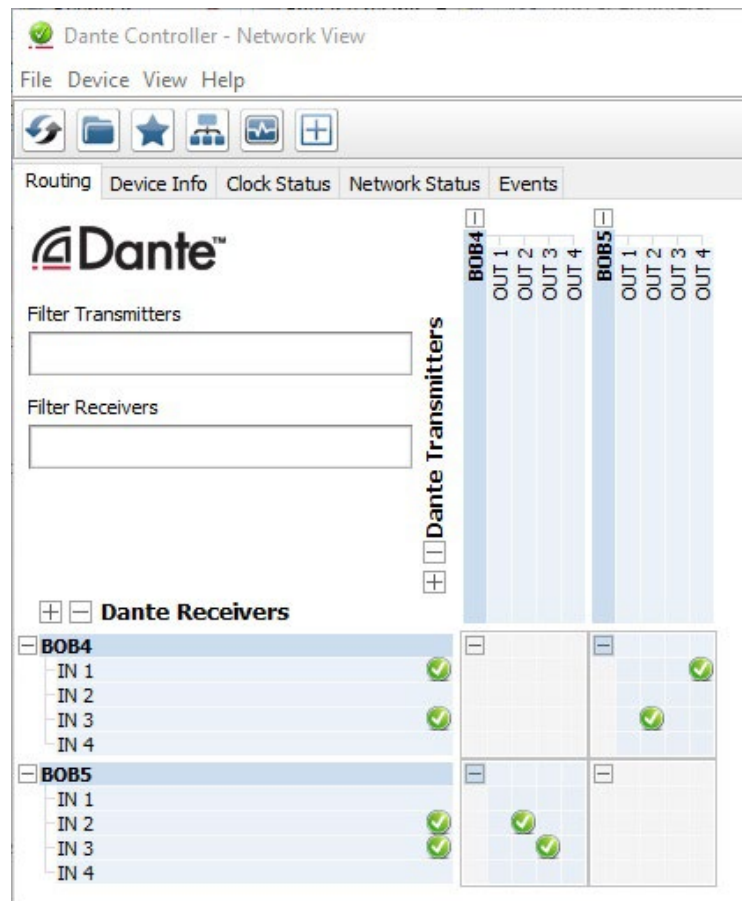 Dante Controller - Network View
File Device View Help
Routing Device Info Clock Status Network Status Events
Dante™
Filter Transmitters
Filter Receivers
Dante Transmitters
BOB4
OUT 1
OUT 2
OUT 3
OUT 4
BOB5
OUT 1
OUT 2
OUT 3
OUT 4
Dante Receivers
BOB4
IN 1
IN 2
IN 3
IN 4
BOB5
IN 1
IN 2
IN 3
IN 4